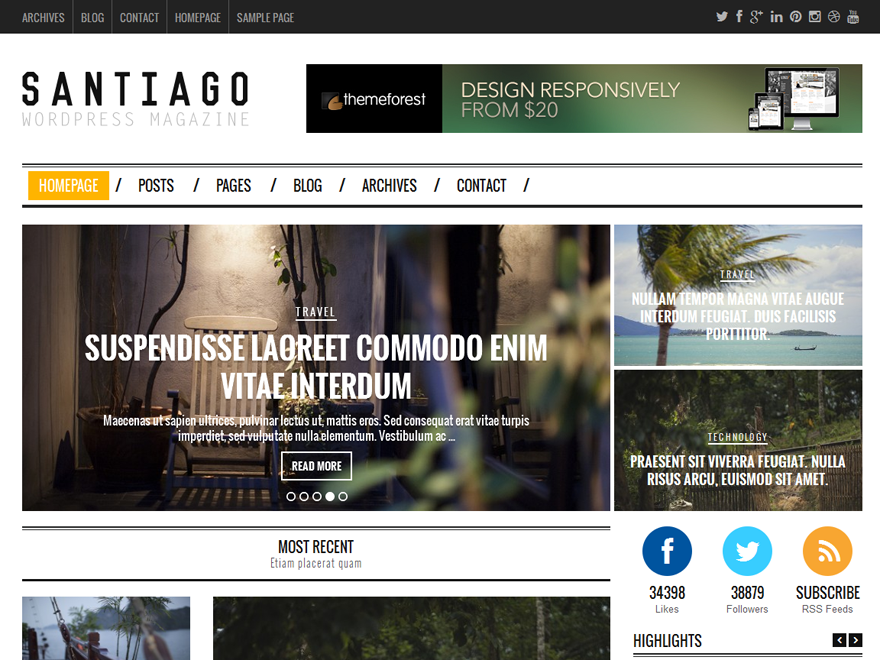 ARCHIVES BLOG CONTACT HOMEPAGE SAMPLE PAGE
SANTIAGO
WORDPRESS MAGAZINE
themeforest
DESIGN RESPONSIVELY
FROM $20
HOMEPAGE / POSTS / PAGES / BLOG / ARCHIVES / CONTACT /
TRAVEL
SUSPENDISSE LAOREET COMMODO ENIM
VITAE INTERDUM
Maecenas ut sapien ultrices, pulvinar lectus ut, mattis eros. Sed consequat erat vitae turpis
imperdiet, sed vulputate nulla elementum. Vestibulum ac ...
READ MORE
TRAVEL
NULLAM TEMPOR MAGNA VITAE AUGUE
INTERDUM FEUGIAT. DUIS FACILISIS
PORTTITOR.
TECHNOLOGY
PRAESENT SIT VIVERRA FEUGIAT. NULLA
RISUS ARCU, EUISMOD SIT AMET.
MOST RECENT
Etiam placerat quam
34398
Likes
38879
Followers
SUBSCRIBE
RSS Feeds
HIGHLIGHTS